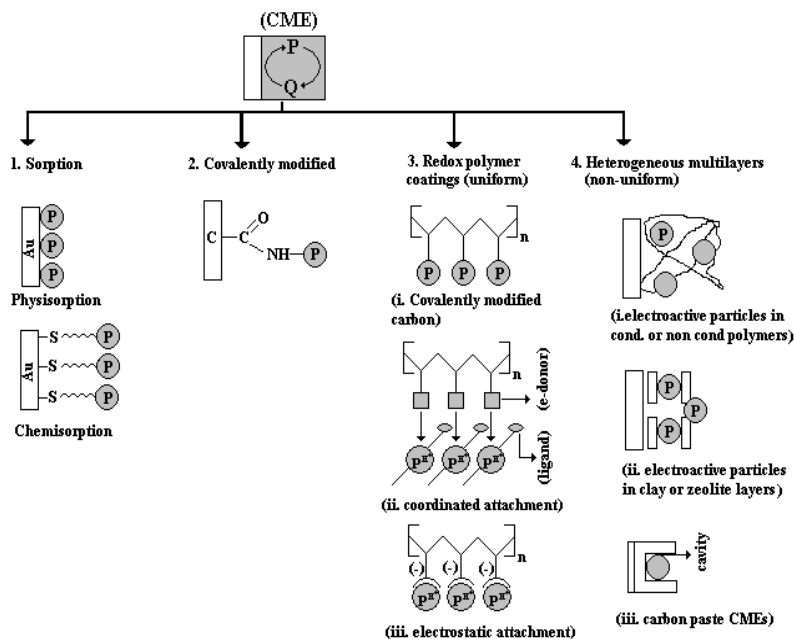 (CME)
P
Q
1. Sorption
Au
P
P
P
Physisorption
Au
S
P
S
P
S
P
Chemisorption
2. Covalently modified
C
C
O
NH
P
3. Redox polymer
coatings (uniform)
n
P
P
P
(i. Covalently modified
carbon)
n
(e-donor)
(ligand)
(ii. coordinated attachment)
n
(-)
(-)
(-)
(iii. electrostatic attachment)
4. Heterogeneous multilayers
(non-uniform)
P
(i.electroactive particles in
cond. or non cond polymers)
P
P
P
(ii. electroactive particles
in clay or zeolite layers)
cavity
(iii. carbon paste CMEs)